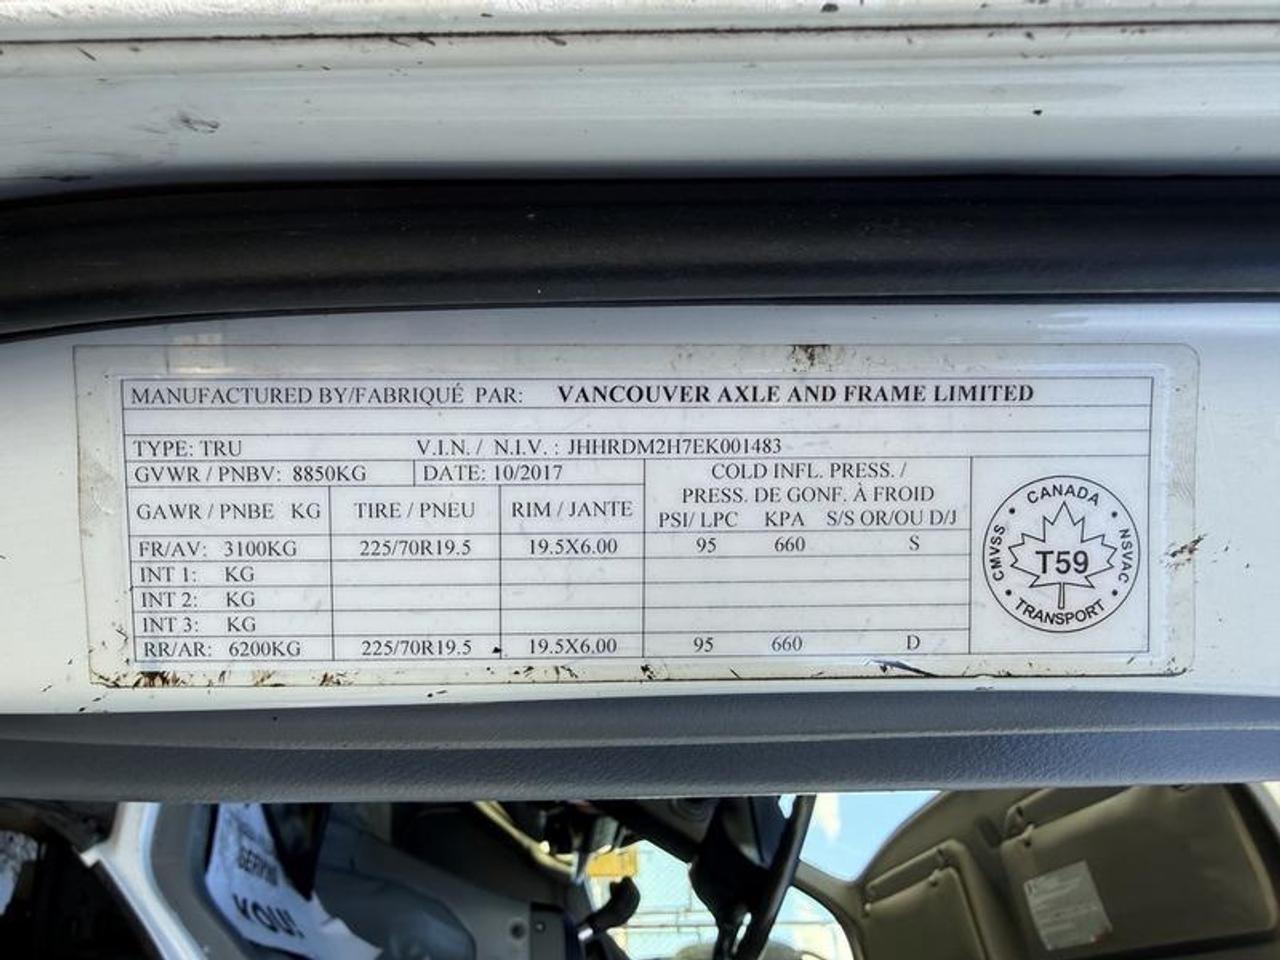 MANUFACTURED BY/FABRIQUÉ PAR: VANCOUVER AXLE AND FRAME LIMITED
TYPE: TRU V.I.N. / N.I.V. : JHHRDM2H7EK001483
GVWR / PNBV: 8850KG DATE: 10/2017 COLD INFL. PRESS. /
PRESS. DE GONF. À FROID
GAWR / PNBE KG TIRE / PNEU RIM / JANTE PSI/ LPC KPA S/S OR/OU D/J
FR/AV: 3100KG 225/70R19.5 19.5X6.00 95 660 S
INT 1: KG
INT 2: KG
INT 3: KG
RR/AR: 6200KG 225/70R19.5 19.5X6.00 95 660 D
CANADA
CMVSS
NSVAC
T59
TRANSPORT
YOU!